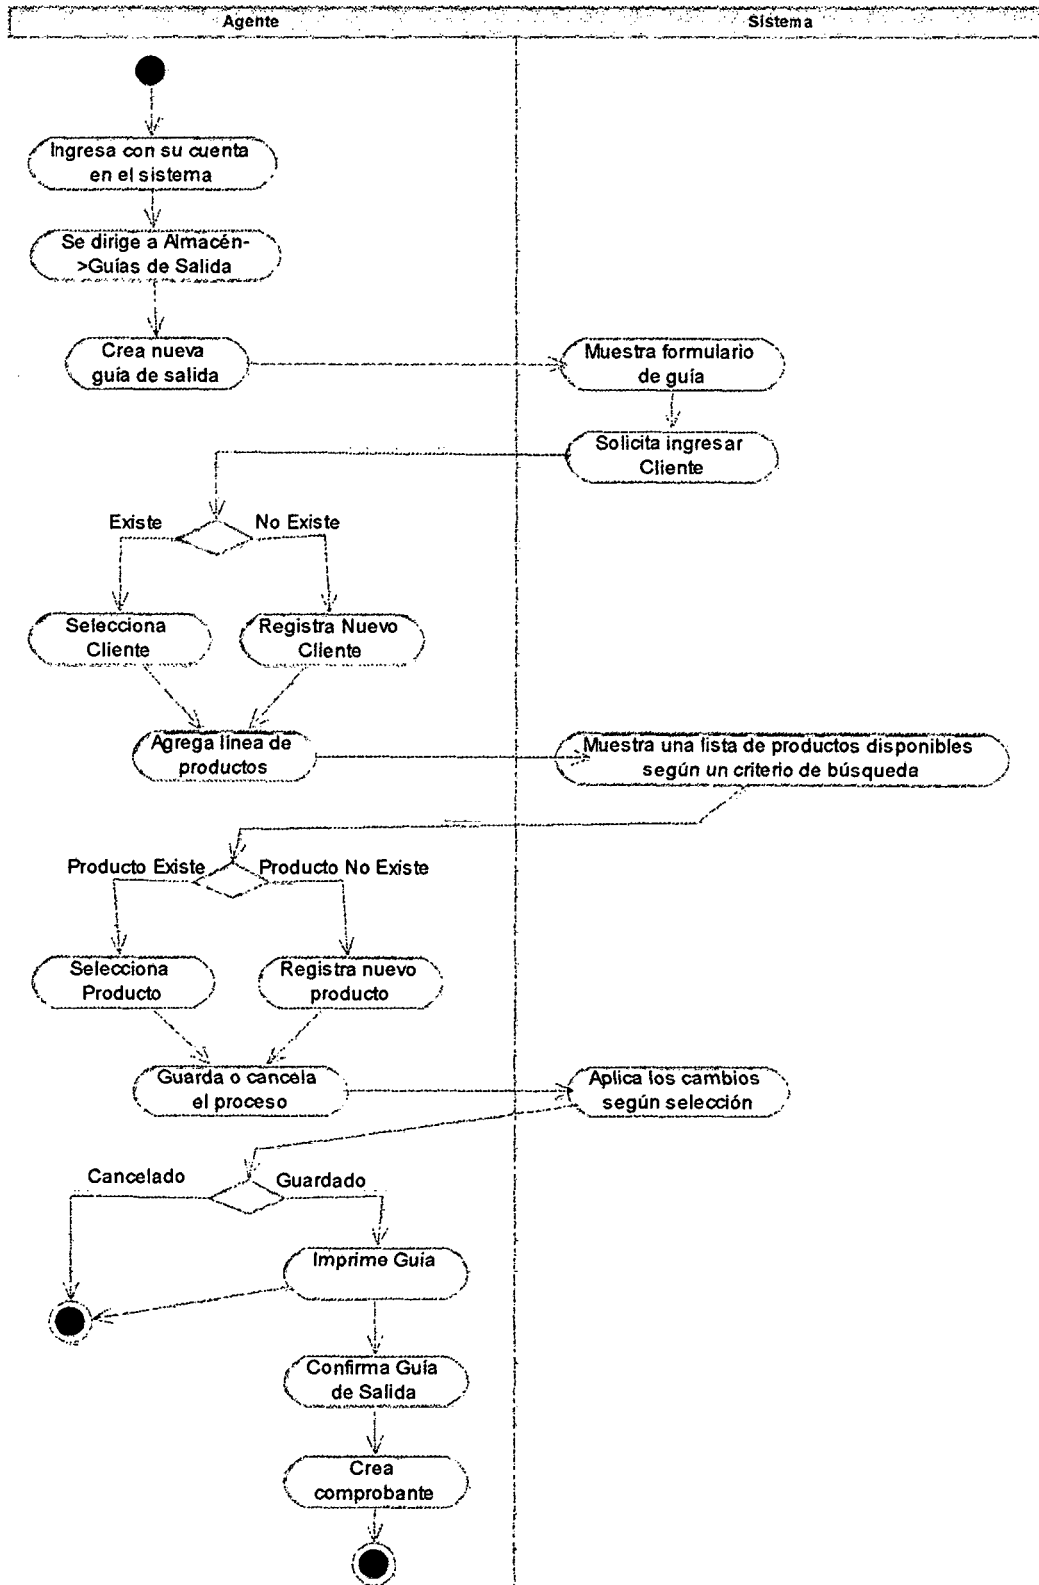 Agente
Sistema
Ingresa con su cuenta
en el sistema
Se dirige a Almacén-
>Guías de Salida
Crea nueva
guía de salida
Muestra formulario
de guía
Solicita ingresar
Cliente
Existe
No Existe
Selecciona
Cliente
Registra Nuevo
Cliente
Agrega línea de
productos
Muestra una lista de productos disponibles
según un criterio de búsqueda
Producto Existe
Producto No Existe
Selecciona
Producto
Registra nuevo
producto
Guarda o cancela
el proceso
Aplica los cambios
según selección
Cancelado
Guardado
Imprime Guía
Confirma Guía
de Salida
Crea
comprobante